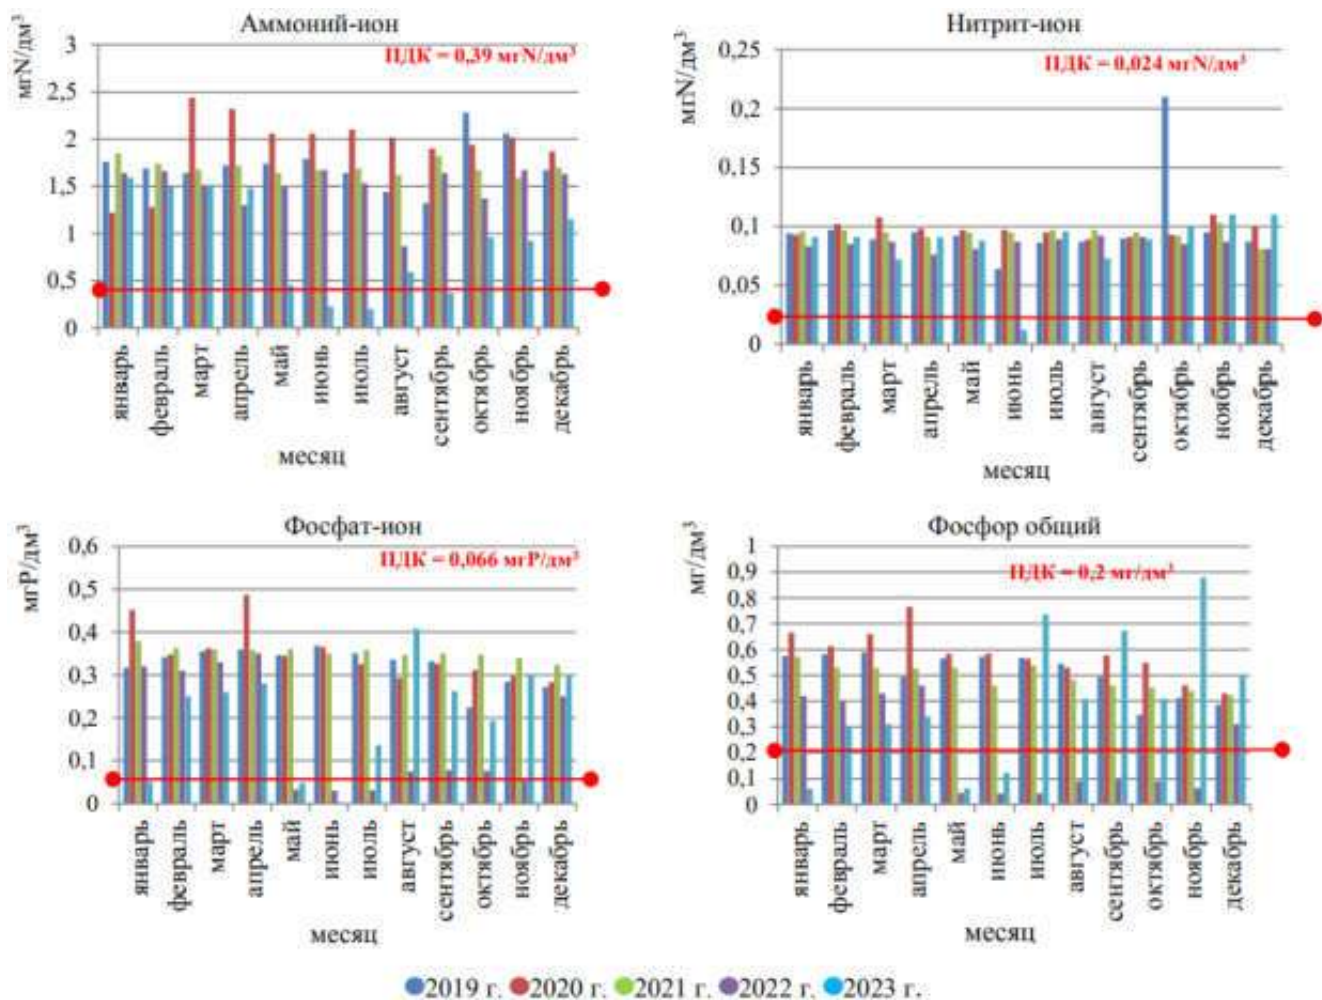 Аммоний-ион
мгN/дм³
ПДК = 0,39 мгN/дм³
3
2,5
2
1,5
1
0,5
0
январь
февраль
март
апрель
май
июнь
июль
август
сентябрь
октябрь
ноябрь
декабрь
месяц
Нитрит-ион
мгN/дм³
ПДК = 0,024 мгN/дм³
0,25
0,2
0,15
0,1
0,05
0
январь
февраль
март
апрель
май
июнь
июль
август
сентябрь
октябрь
ноябрь
декабрь
месяц
Фосфат-ион
мгP/дм³
ПДК = 0,066 мгP/дм³
0,6
0,5
0,4
0,3
0,2
0,1
0
январь
февраль
март
апрель
май
июнь
июль
август
сентябрь
октябрь
ноябрь
декабрь
месяц
Фосфор общий
мг/дм³
ПДК = 0,2 мг/дм³
1
0,9
0,8
0,7
0,6
0,5
0,4
0,3
0,2
0,1
0
январь
февраль
март
апрель
май
июнь
июль
август
сентябрь
октябрь
ноябрь
декабрь
месяц
2019 г. 2020 г. 2021 г. 2022 г. 2023 г.